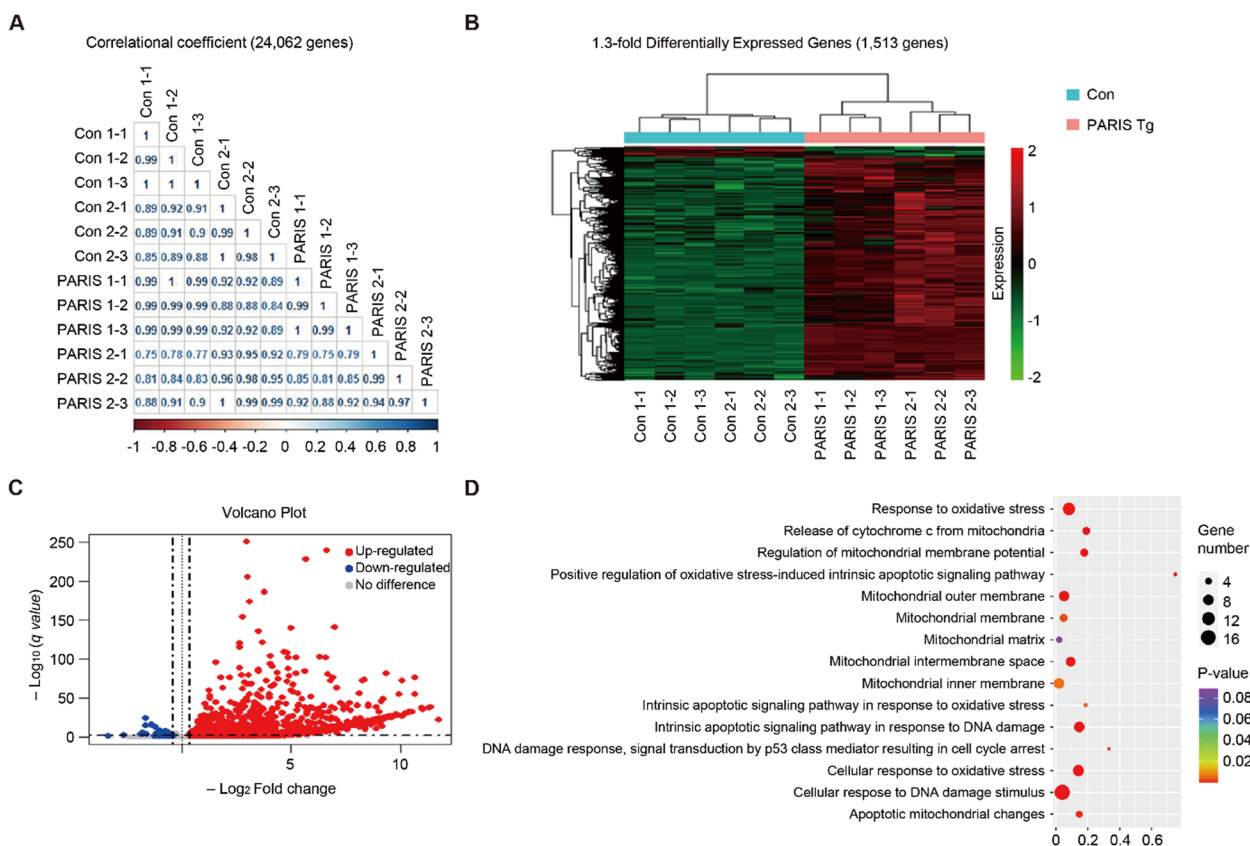 A
Correlational coefficient (24,062 genes)
Con 1-1
Con 1-2
Con 1-3
Con 2-1
Con 2-2
Con 2-3
PARIS 1-1
PARIS 1-2
PARIS 1-3
PARIS 2-1
PARIS 2-2
PARIS 2-3
Con 1-1 1
Con 1-2 0.99 1
Con 1-3 1 1 1
Con 2-1 0.89 0.92 0.91 1
Con 2-2 0.89 0.91 0.9 0.99 1
Con 2-3 0.85 0.89 0.88 1 0.98 1
PARIS 1-1 0.99 1 0.99 0.92 0.92 0.89 1
PARIS 1-2 0.99 0.99 0.99 0.88 0.88 0.84 0.99 1
PARIS 1-3 0.99 0.99 0.99 0.92 0.92 0.89 1 0.99 1
PARIS 2-1 0.75 0.78 0.77 0.93 0.95 0.92 0.79 0.75 0.79 1
PARIS 2-2 0.81 0.84 0.83 0.96 0.98 0.95 0.85 0.81 0.85 0.99 1
PARIS 2-3 0.88 0.91 0.9 1 0.99 0.99 0.92 0.88 0.92 0.94 0.97 1
-1 -0.8 -0.6 -0.4 -0.2 0 0.2 0.4 0.6 0.8 1
B
1.3-fold Differentially Expressed Genes (1,513 genes)
Con
PARIS Tg
2
1
0
-1
-2
Expression
Con 1-1
Con 1-2
Con 1-3
Con 2-1
Con 2-2
Con 2-3
PARIS 1-1
PARIS 1-2
PARIS 1-3
PARIS 2-1
PARIS 2-2
PARIS 2-3
C
Volcano Plot
– Log10 (q value)
250
200
150
100
50
0
Up-regulated
Down-regulated
No difference
5 10
– Log2 Fold change
D
Response to oxidative stress
Release of cytochrome c from mitochondria
Regulation of mitochondrial membrane potential
Positive regulation of oxidative stress-induced intrinsic apoptotic signaling pathway
Mitochondrial outer membrane
Mitochondrial membrane
Mitochondrial matrix
Mitochondrial intermembrane space
Mitochondrial inner membrane
Intrinsic apoptotic signaling pathway in response to oxidative stress
Intrinsic apoptotic signaling pathway in response to DNA damage
DNA damage response, signal transduction by p53 class mediator resulting in cell cycle arrest
Cellular response to oxidative stress
Cellular respose to DNA damage stimulus
Apoptotic mitochondrial changes
0 0.2 0.4 0.6
Gene
number
4
8
12
16
P-value
0.08
0.06
0.04
0.02